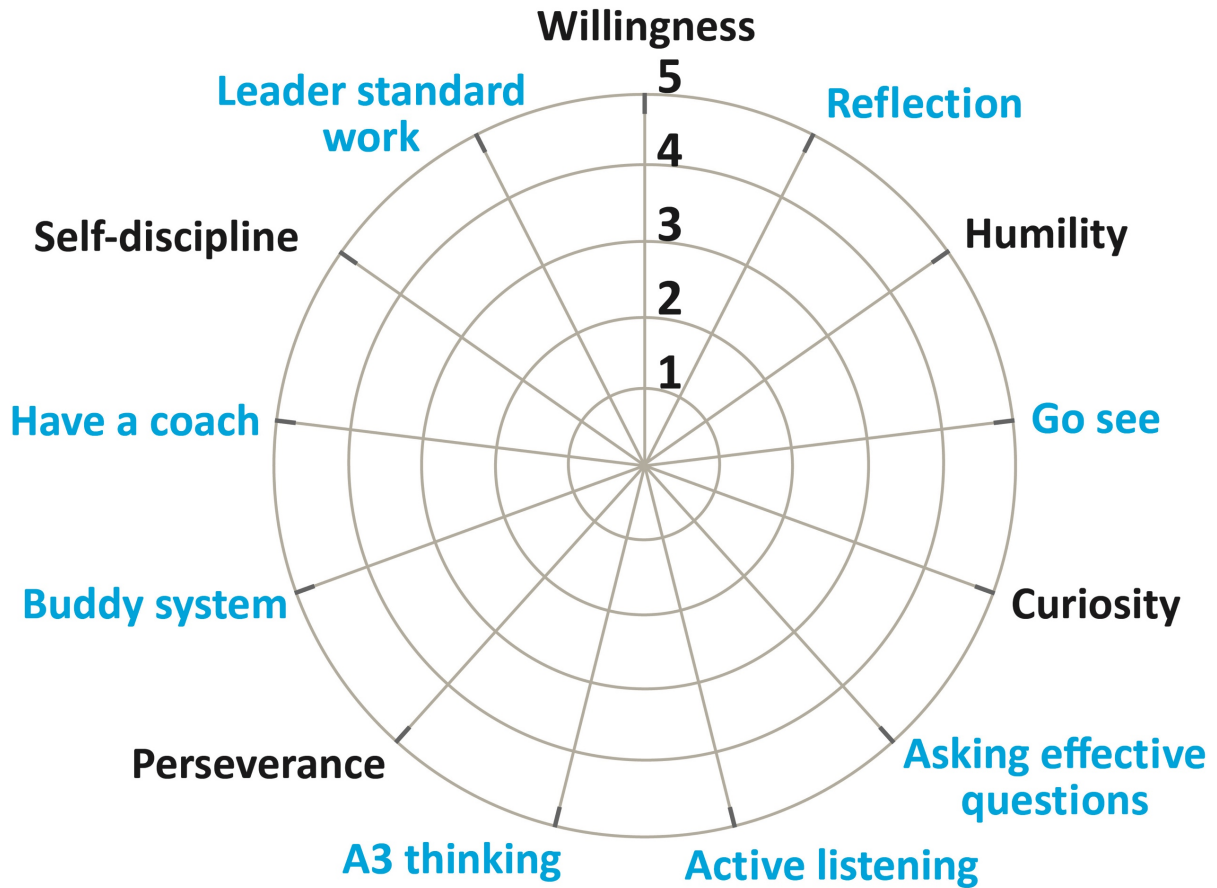 Willingness
5
4
3
2
1
Reflection
Humility
Go see
Curiosity
Asking effective
questions
Active listening
A3 thinking
Perseverance
Buddy system
Have a coach
Self-discipline
Leader standard
work